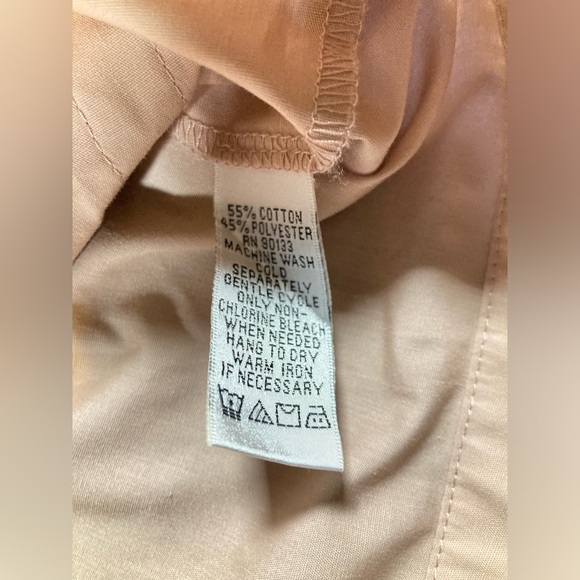 55% COTTON
45% POLYESTER
RN 90133
MACHINE WASH
COLD
SEPARATELY
GENTLE CYCLE
ONLY NON-
CHLORINE BLEACH
WHEN NEEDED
HANG TO DRY
WARM IRON
IF NECESSARY